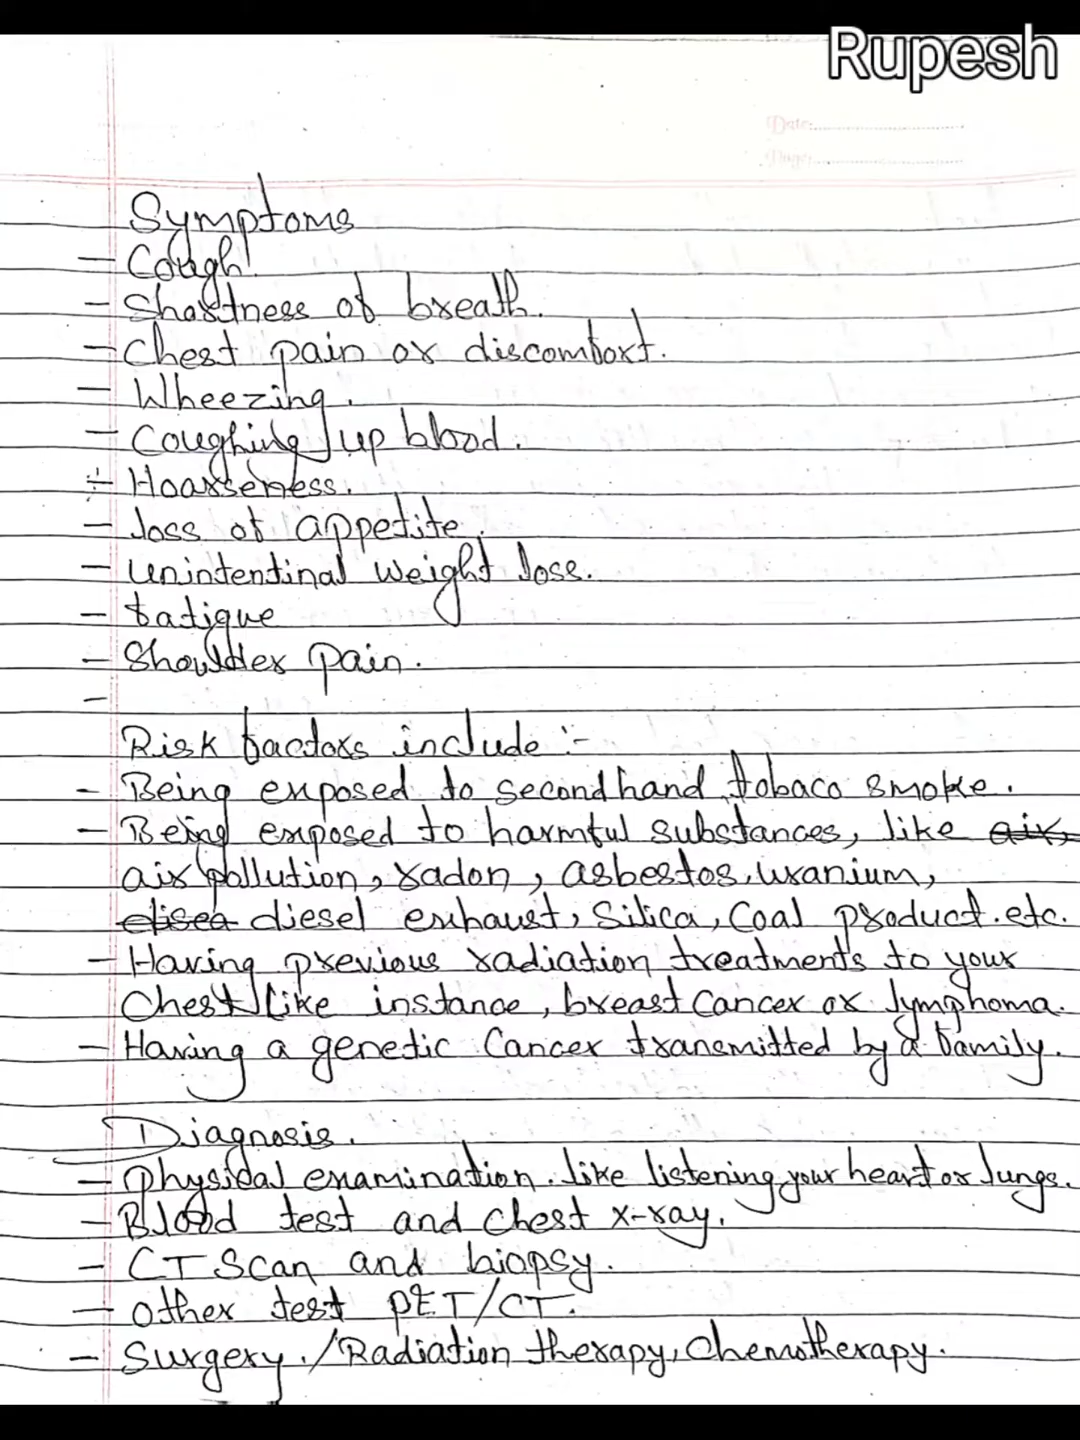 Rupesh
Date:
Page:
Symptoms
- Cough
- Shortness of breath.
- Chest pain or discomfort.
- Wheezing.
- Coughing up blood.
- Hoarseness.
- loss of appetite.
- Unintentinal weight loss.
- fatigue
- Shoulder pain.
-
Risk factors include :-
- Being exposed to secondhand tobaco smoke.
- Being exposed to harmful substances, like air,
air pollution, radon, asbestos, uranium,
diesel exhaust, Silica, Coal product. etc.
- Having previous radiation treatments to your
Chest like instance, breast Cancer or lymphoma.
- Having a genetic Cancer transmitted by a family.
Diagnosis.
- physical examination. like listening your heart or lungs.
- Blood test and chest x-ray.
- CT Scan and biopsy.
- Other test PET/CT.
- Surgery./Radiation therapy, Chemotherapy.